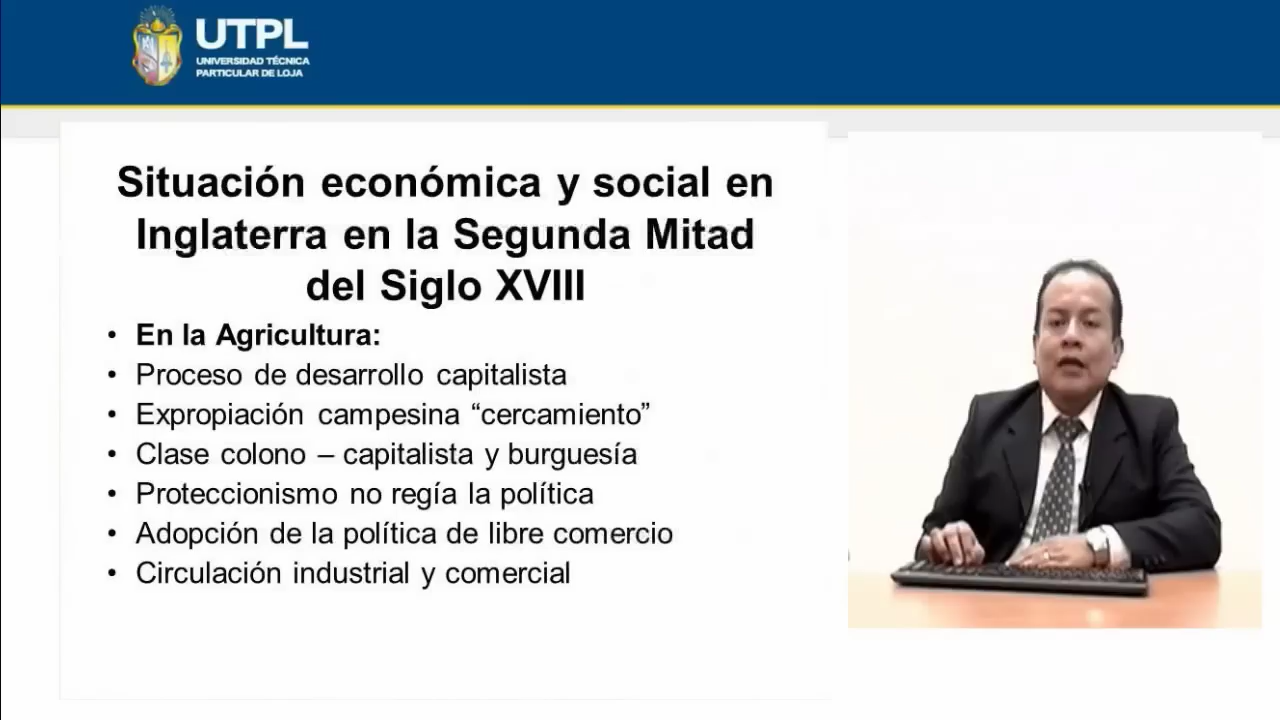 UTPL
UNIVERSIDAD TÉCNICA
PARTICULAR DE LOJA
Situación económica y social en
Inglaterra en la Segunda Mitad
del Siglo XVIII
• En la Agricultura:
• Proceso de desarrollo capitalista
• Expropiación campesina “cercamiento”
• Clase colono – capitalista y burguesía
• Proteccionismo no regía la política
• Adopción de la política de libre comercio
• Circulación industrial y comercial